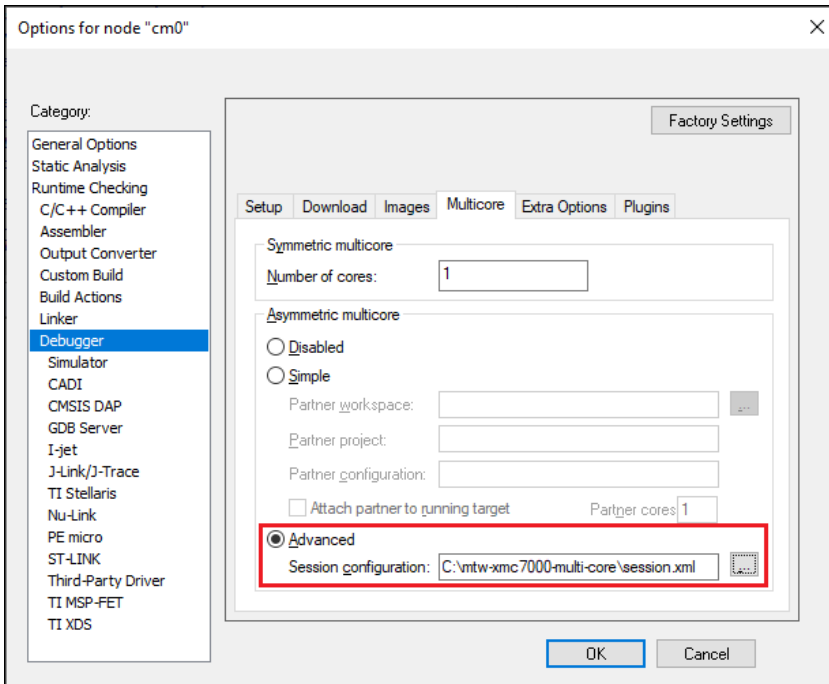 Options for node "cm0"
Category:
General Options
Static Analysis
Runtime Checking
C/C++ Compiler
Assembler
Output Converter
Custom Build
Build Actions
Linker
Debugger
Simulator
CADI
CMSIS DAP
GDB Server
I-jet
J-Link/J-Trace
TI Stellaris
Nu-Link
PE micro
ST-LINK
Third-Party Driver
TI MSP-FET
TI XDS
Factory Settings
Setup Download Images Multicore Extra Options Plugins
Symmetric multicore
Number of cores: 1
Asymmetric multicore
Disabled
Simple
Partner workspace: ...
Partner project:
Partner configuration:
Attach partner to running target Partner cores 1
Advanced
Session configuration: C:\mtw-xmc7000-multi-core\session.xml ...
OK Cancel